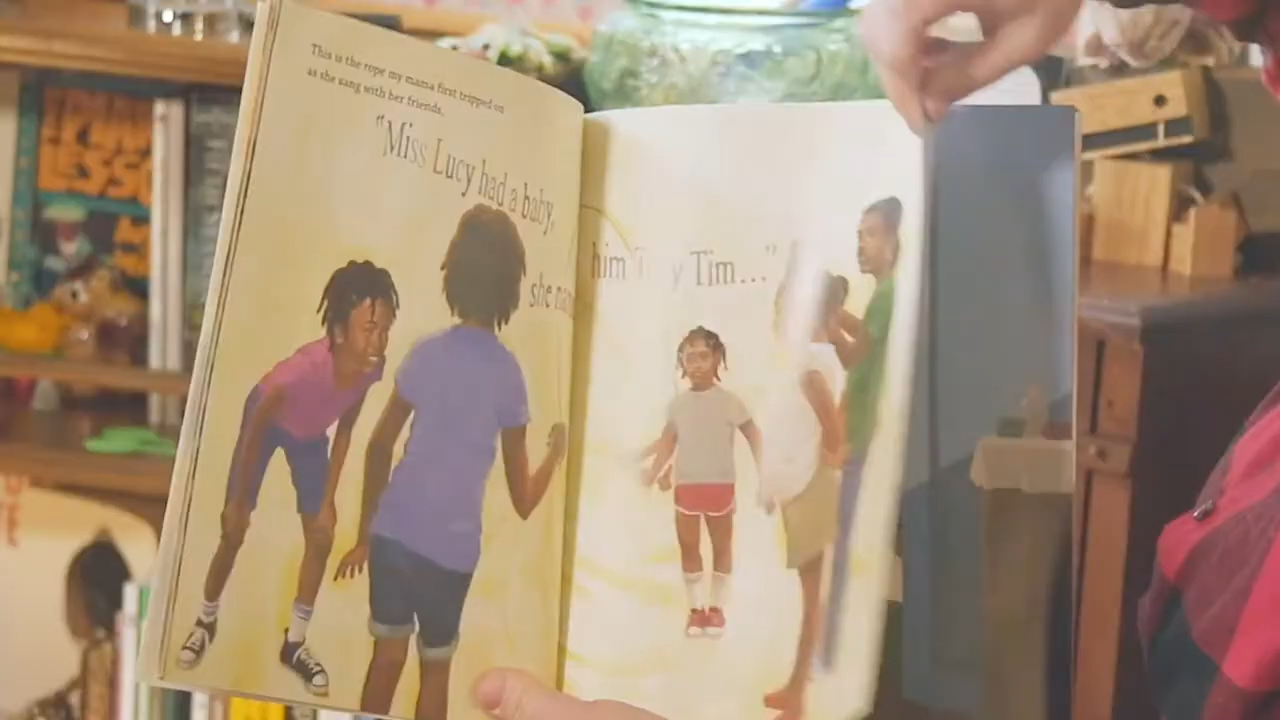 This is the rope my mama first tripped on
as she sang with her friends,
"Miss Lucy had a baby,
she
him Tim..."